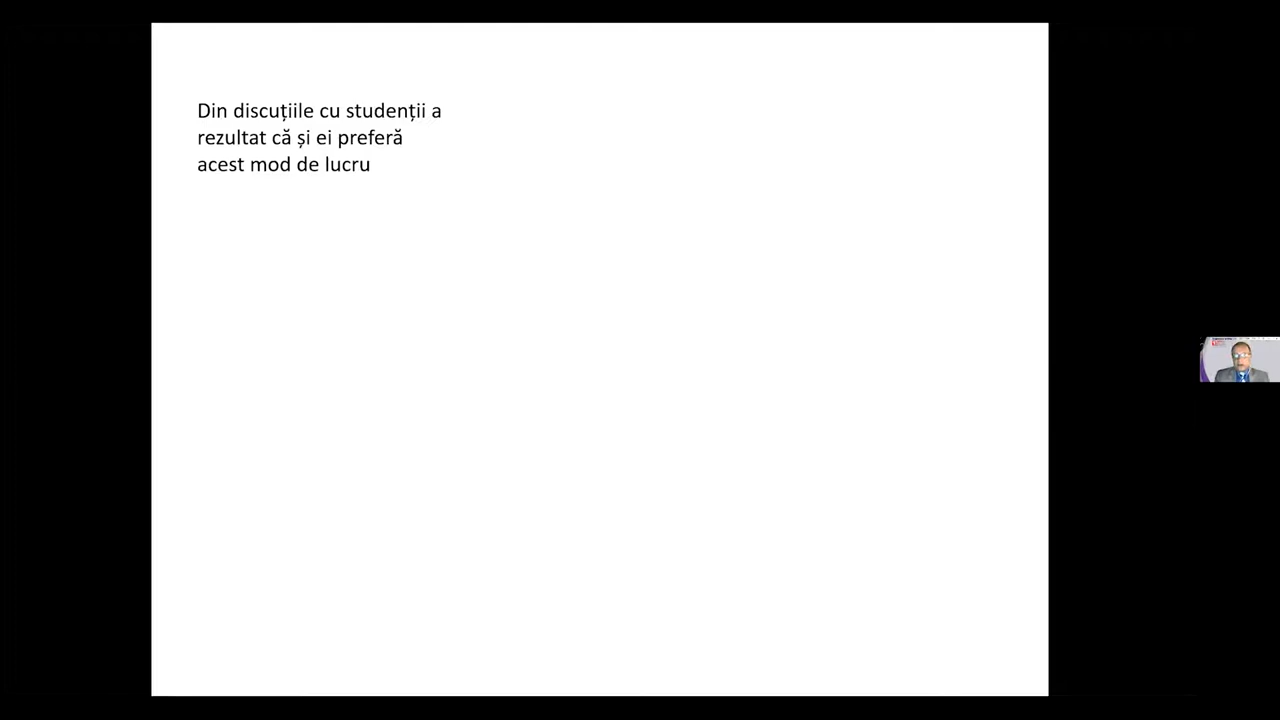 Din discuțiile cu studenții a
rezultat că și ei preferă
acest mod de lucru